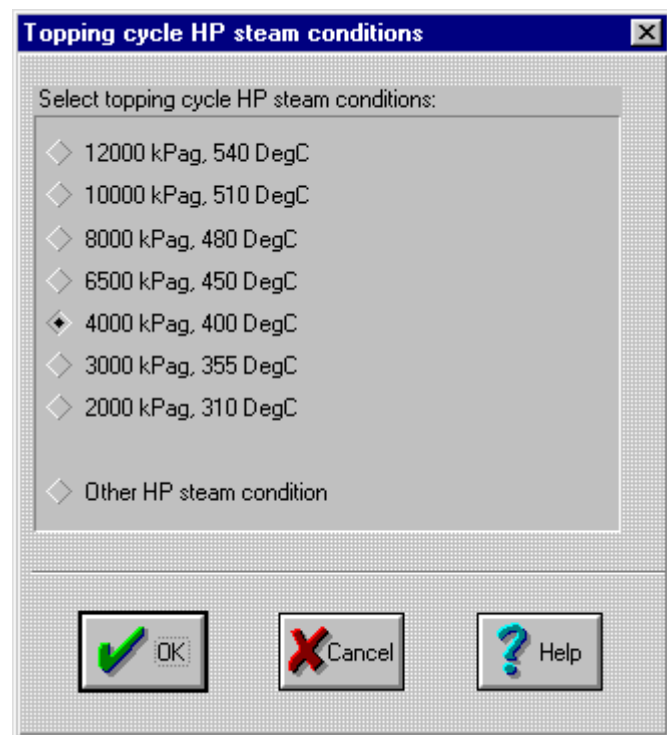 Topping cycle HP steam conditions
Select topping cycle HP steam conditions:
12000 kPag, 540 DegC
10000 kPag, 510 DegC
8000 kPag, 480 DegC
6500 kPag, 450 DegC
4000 kPag, 400 DegC
3000 kPag, 355 DegC
2000 kPag, 310 DegC
Other HP steam condition
OK Cancel Help